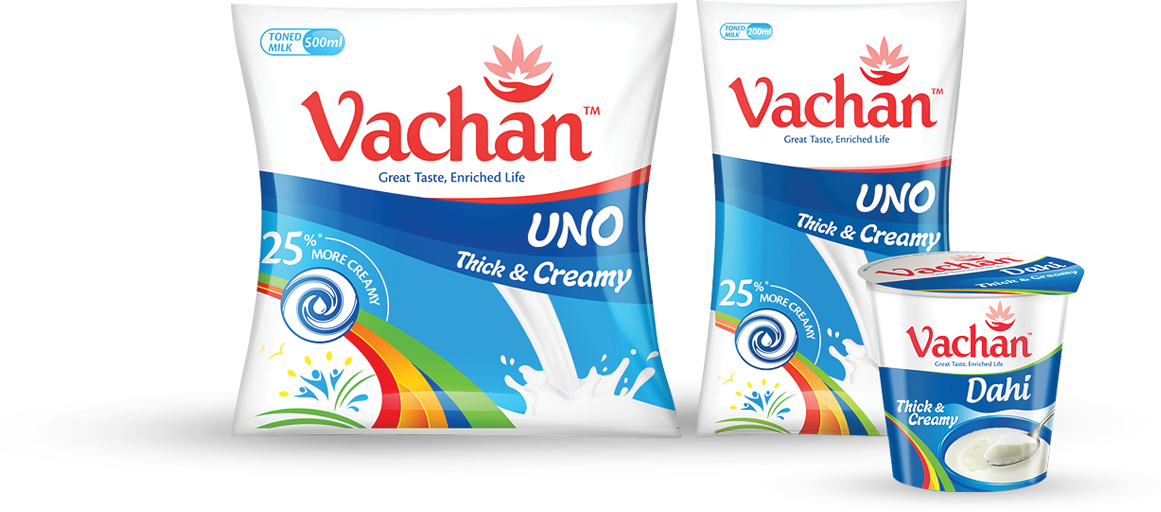 TONED
MILK
500ml
Vachan™
Great Taste, Enriched Life
UNO
Thick & Creamy
25%*
MORE CREAMY
TONED
MILK
200ml
Vachan™
Great Taste, Enriched Life
UNO
Thick & Creamy
25%*
MORE CREAMY
Vachan
Dahi
Thick & Creamy
Vachan™
Great Taste, Enriched Life
Dahi
Thick &
Creamy